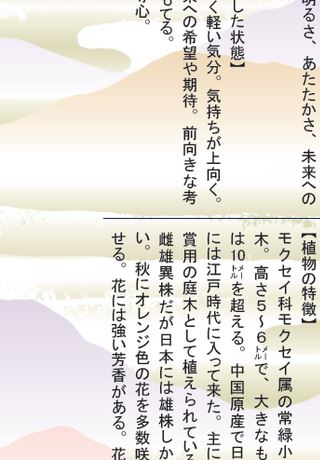 明るさ、あたたかさ、未来への
した状態】
く軽い気分。気持ちが上向く。
来への希望や期待。前向きな考
もてる。
心。
【植物の特徴】
モクセイ科モクセイ属の常緑小
木。高さ5〜6メートルで、大きなも
は10メートルを超える。中国原産で日
には江戸時代に入って来た。主に
賞用の庭木として植えられている
雌雄異株だが日本には雄株しか
い。秋にオレンジ色の花を多数咲
せる。花には強い芳香がある。花